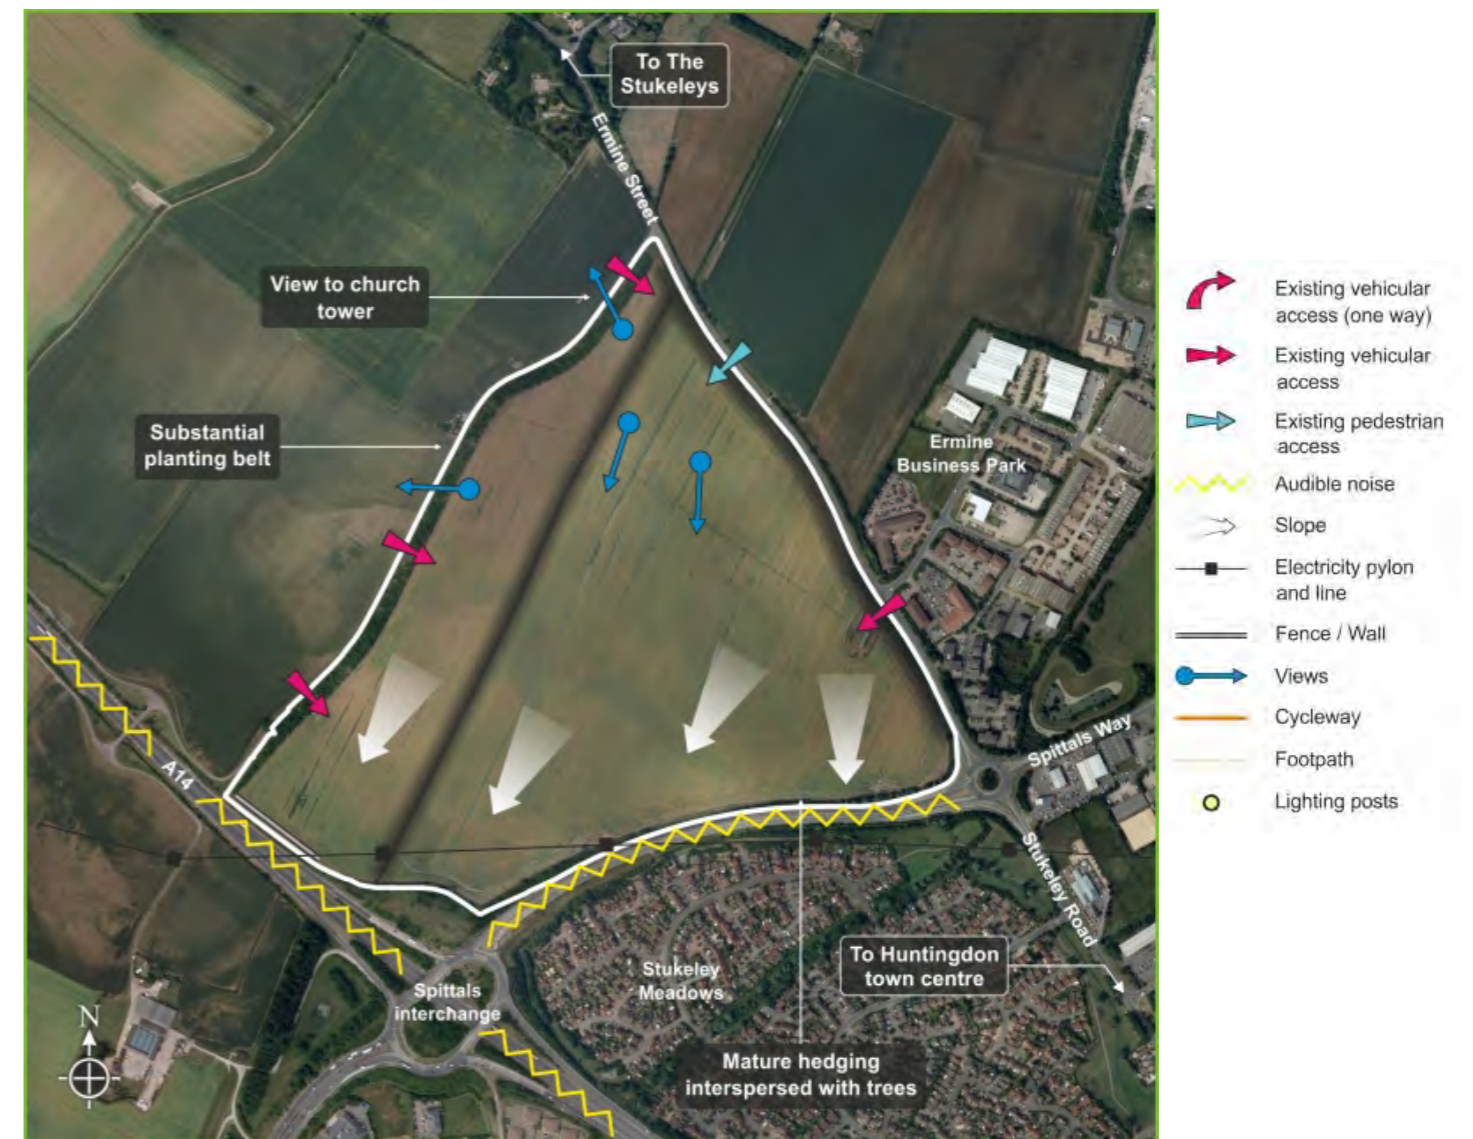 To The
Stukeleys
Ermine Street
View to church
tower
Substantial
planting belt
Ermine
Business Park
A14
Spittals Way
Stukeley Road
To Huntingdon
town centre
Stukeley
Meadows
Spittals
interchange
N
Mature hedging
interspersed with trees
Existing vehicular
access (one way)
Existing vehicular
access
Existing pedestrian
access
Audible noise
Slope
Electricity pylon
and line
Fence / Wall
Views
Cycleway
Footpath
Lighting posts